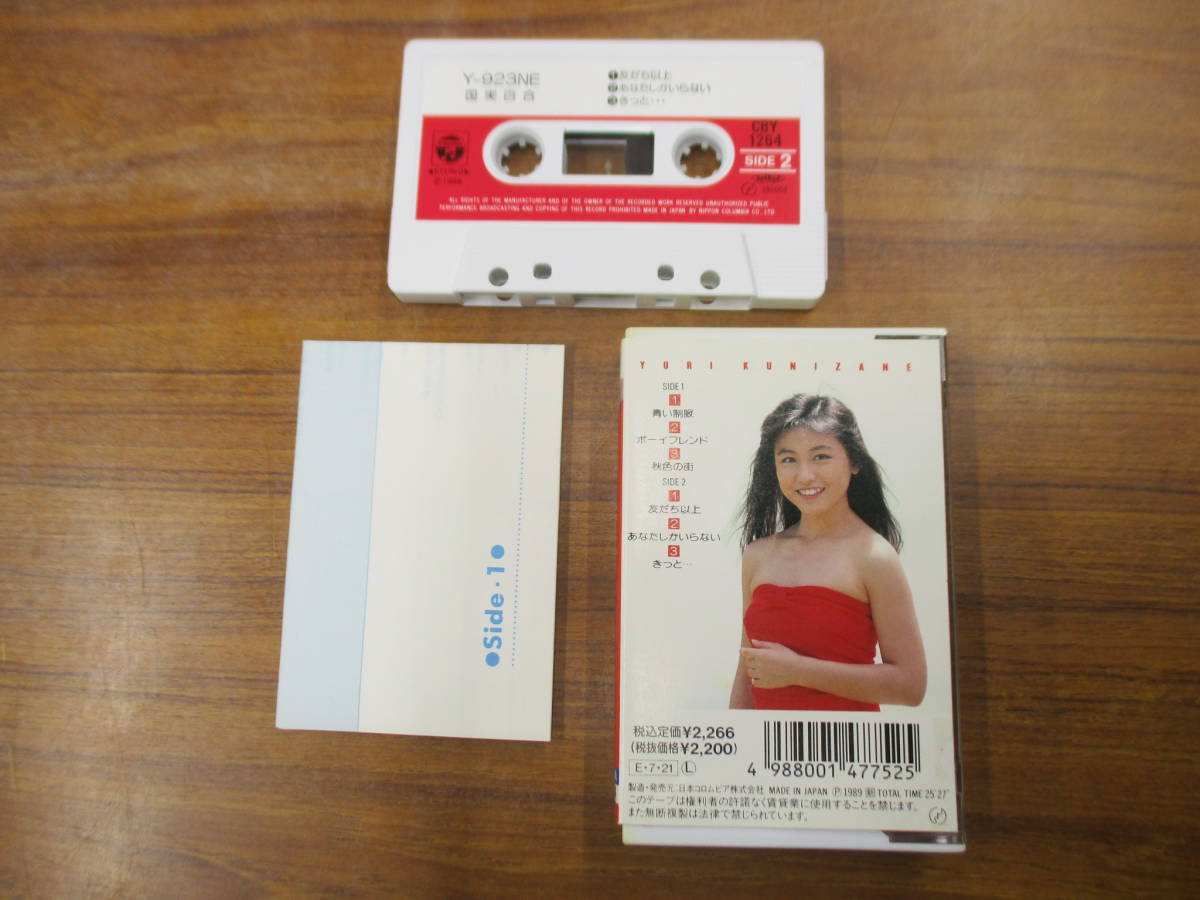 Y-923NE
国実百合
❶友だち以上
❷あなたしかいらない
❸きっと・・・
CBY
1264
SIDE 2
STEREO
ALL RIGHTS OF THE MANUFACTURER AND OF THE OWNER OF THE RECORDED WORK RESERVED UNAUTHORIZED PUBLIC
PERFORMANCE BROADCASTING AND COPYING OF THIS RECORD PROHIBITED MADE IN JAPAN BY NIPPON COLUMBIA CO.,LTD
●Side・1●
YURI KUNIZANE
SIDE 1
1
青い制服
2
ボーイフレンド
3
秋色の街
SIDE 2
1
友だち以上
2
あなたしかいらない
3
きっと…
税込定価¥2,266
(税抜価格¥2,200)
E・7・21 Ⓛ
4 988001 477525
製造・発売元:日本コロムビア株式会社 MADE IN JAPAN Ⓟ1989 TOTAL TIME 25'27"
このテープは権利者の許諾なく賃貸業に使用することを禁じます。
また無断複製は法律で禁じられています。